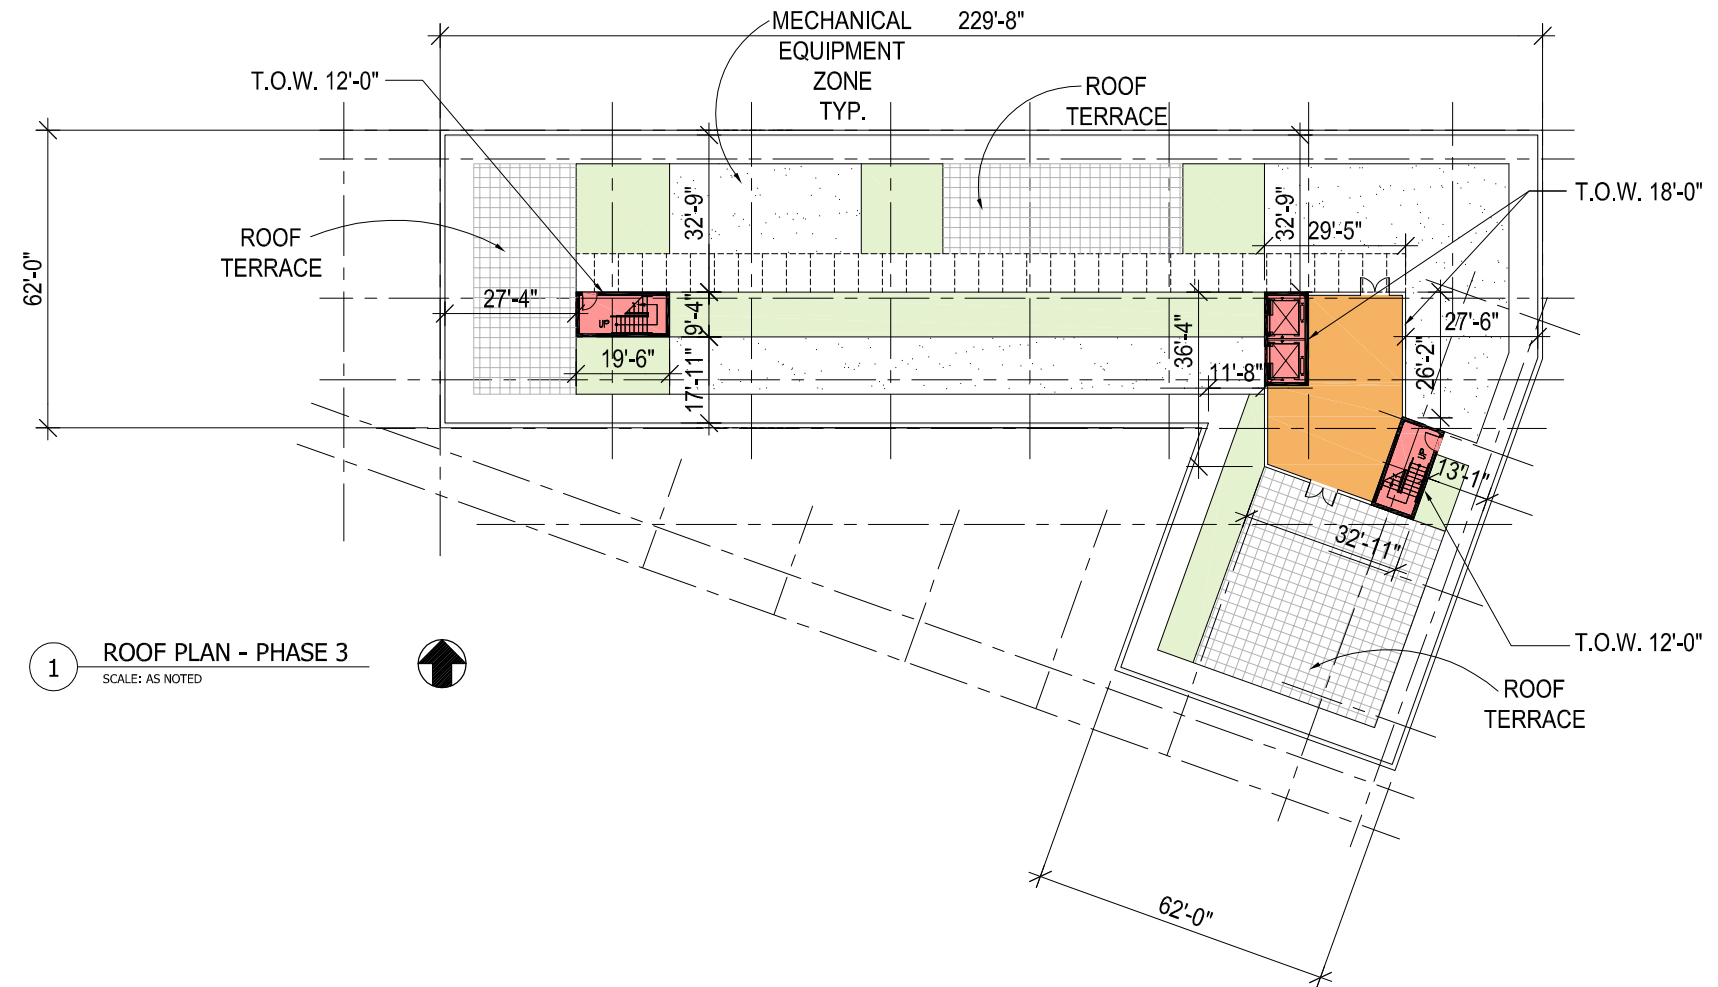 MECHANICAL
EQUIPMENT
ZONE
TYP.
229'-8"
T.O.W. 12'-0"
ROOF
TERRACE
T.O.W. 18'-0"
62'-0"
ROOF
TERRACE
32'-9"
32'-9"
29'-5"
27'-4"
UP
9'-4"
19'-6"
17'-11"
36'-4"
11'-8"
27'-6"
26'-2"
UP
13'-1"
32'-11"
T.O.W. 12'-0"
ROOF
TERRACE
1
ROOF PLAN - PHASE 3
SCALE: AS NOTED
62'-0"